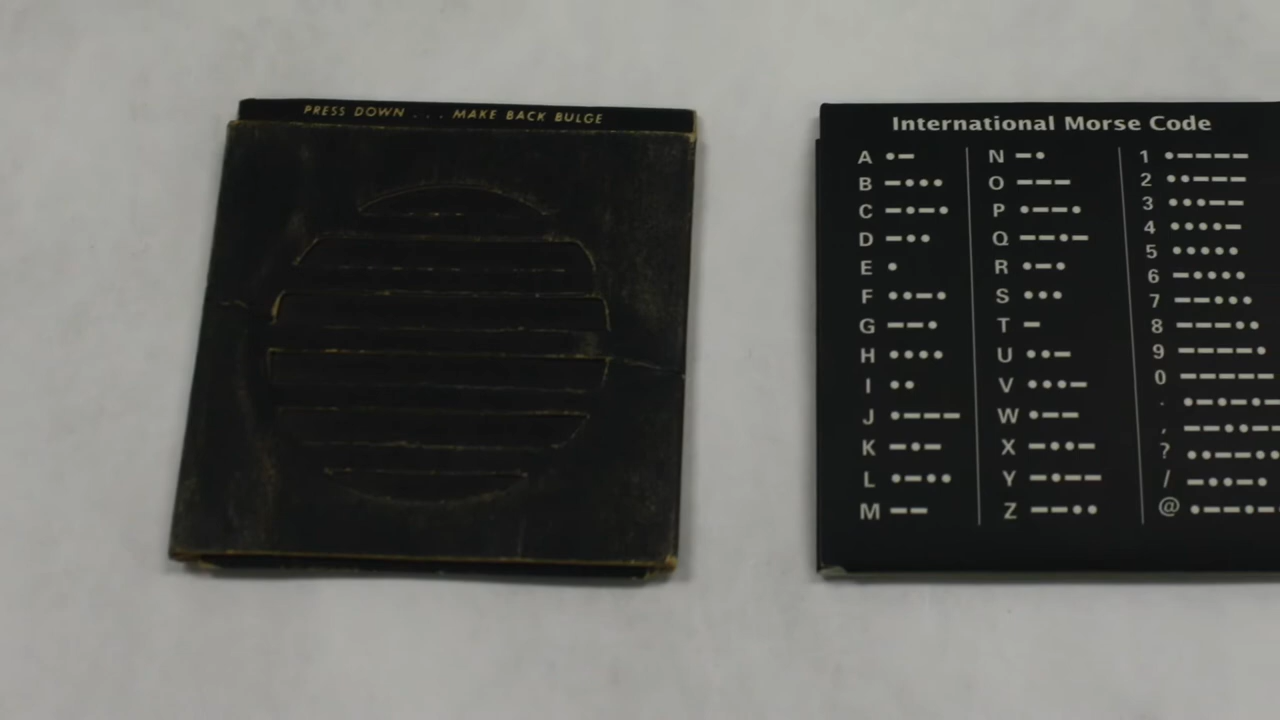 PRESS DOWN . . . MAKE BACK BULGE
International Morse Code
A •–
B –•••
C –•–•
D –••
E •
F ••–•
G ––•
H ••••
I ••
J •–––
K –•–
L •–••
M ––
N –•
O –––
P •––•
Q ––•–
R •–•
S •••
T –
U ••–
V •••–
W •––
X –••–
Y –•––
Z ––••
1 •––––
2 ••–––
3 •••––
4 ••••–
5 •••••
6 –••••
7 ––•••
8 –––••
9 ––––•
0 –––––
. •–•–•
, ––••–
? ••––••
/ –••–•
@ •––•–